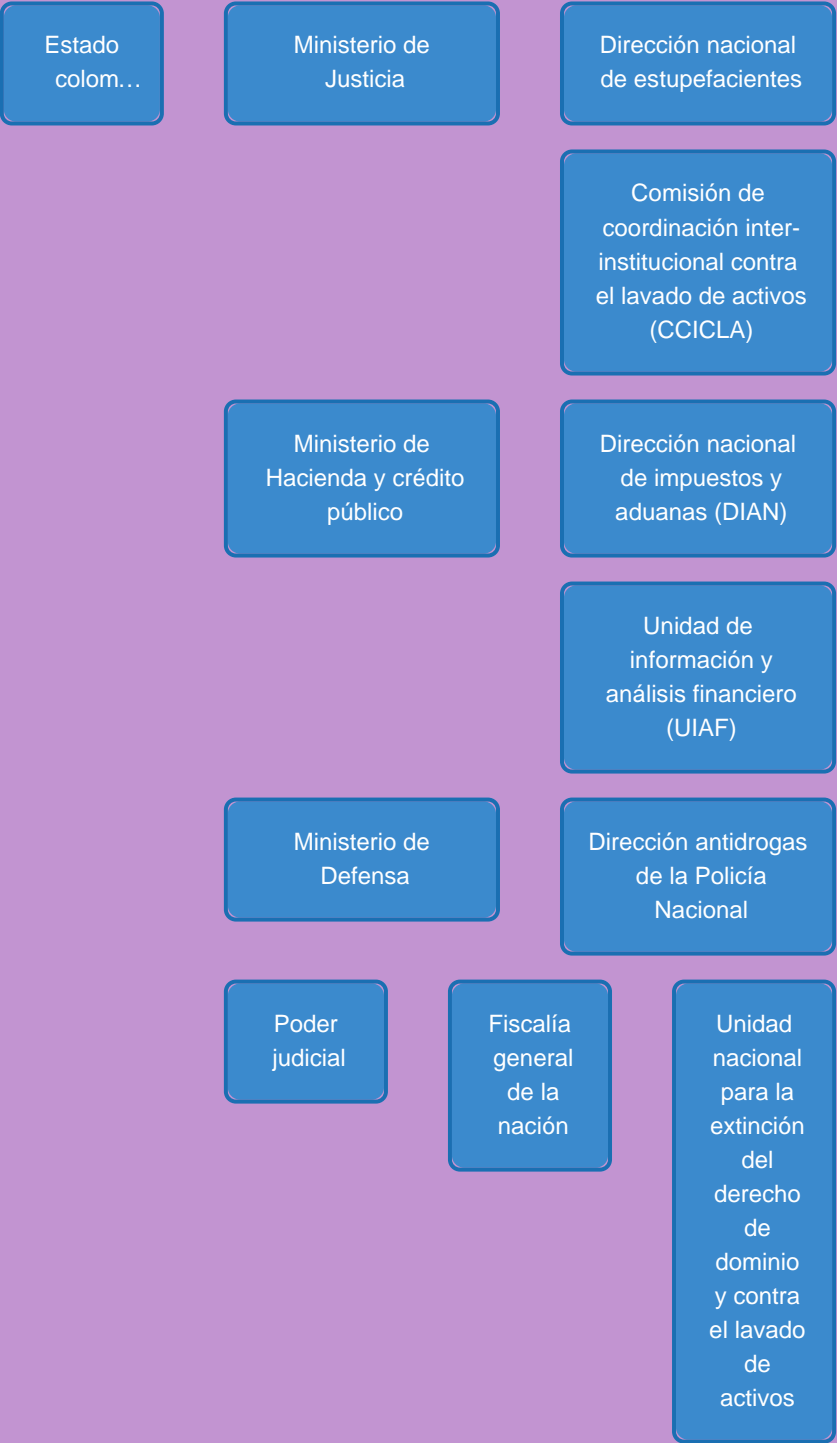 Estado
colom…
Ministerio de
Justicia
Dirección nacional
de estupefacientes
Comisión de
coordinación inter-
institucional contra
el lavado de activos
(CCICLA)
Ministerio de
Hacienda y crédito
público
Dirección nacional
de impuestos y
aduanas (DIAN)
Unidad de
información y
análisis financiero
(UIAF)
Ministerio de
Defensa
Dirección antidrogas
de la Policía
Nacional
Poder
judicial
Fiscalía
general
de la
nación
Unidad
nacional
para la
extinción
del
derecho
de
dominio
y contra
el lavado
de
activos